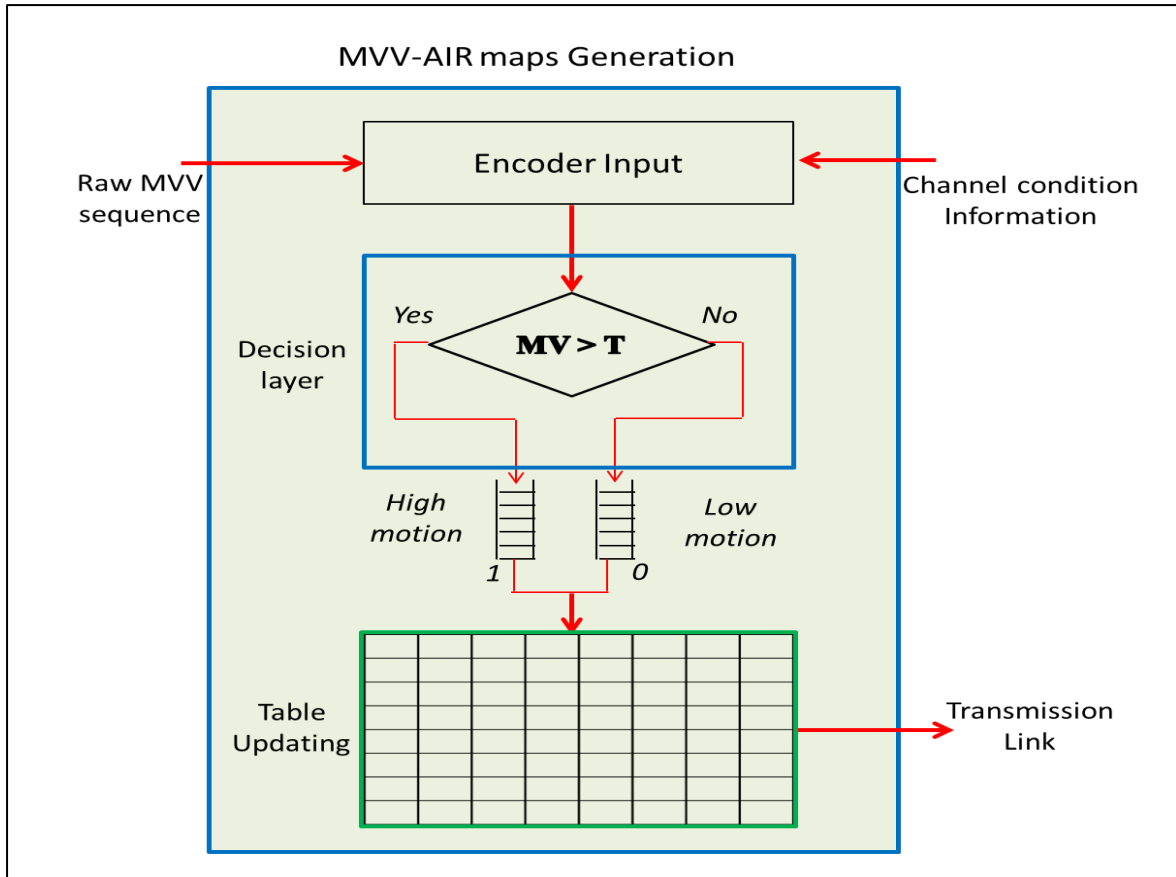 MVV-AIR maps Generation
Encoder Input
Raw MVV
sequence
Channel condition
Information
Yes
No
MV > T
Decision
layer
High
motion
Low
motion
1
0
Table
Updating
Transmission
Link